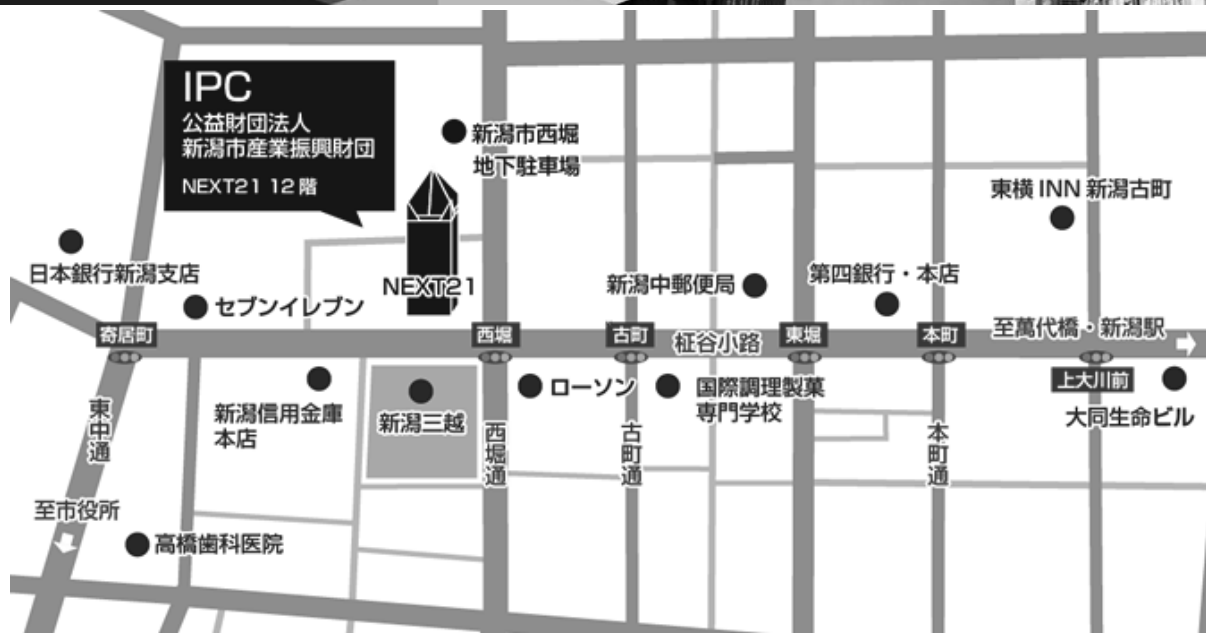 IPC
公益財団法人
新潟市産業振興財団
NEXT21 12階
新潟市西堀
地下駐車場
東横INN 新潟古町
日本銀行新潟支店
セブンイレブン
NEXT21
新潟中郵便局
第四銀行・本店
寄居町
西堀
古町
柾谷小路
東堀
本町
至萬代橋・新潟駅
上大川前
新潟信用金庫
本店
新潟三越
ローソン
国際調理製菓
専門学校
大同生命ビル
東中通
西堀通
古町通
本町通
至市役所
高橋歯科医院